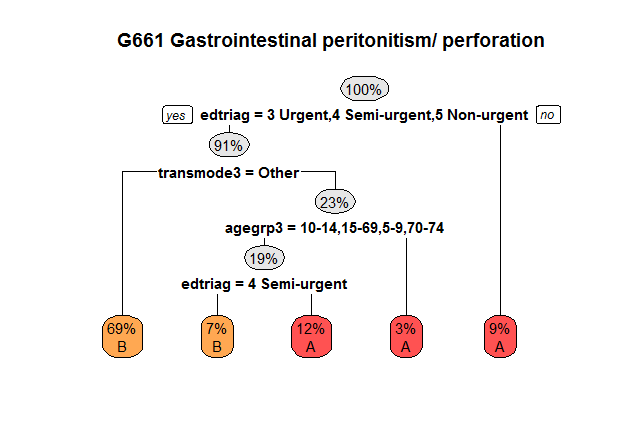 G661 Gastrointestinal peritonitism/ perforation
100%
yes edtriag = 3 Urgent,4 Semi-urgent,5 Non-urgent no
91%
transmode3 = Other
23%
agegrp3 = 10-14,15-69,5-9,70-74
19%
edtriag = 4 Semi-urgent
69% 7% 12% 3% 9%
B B A A A